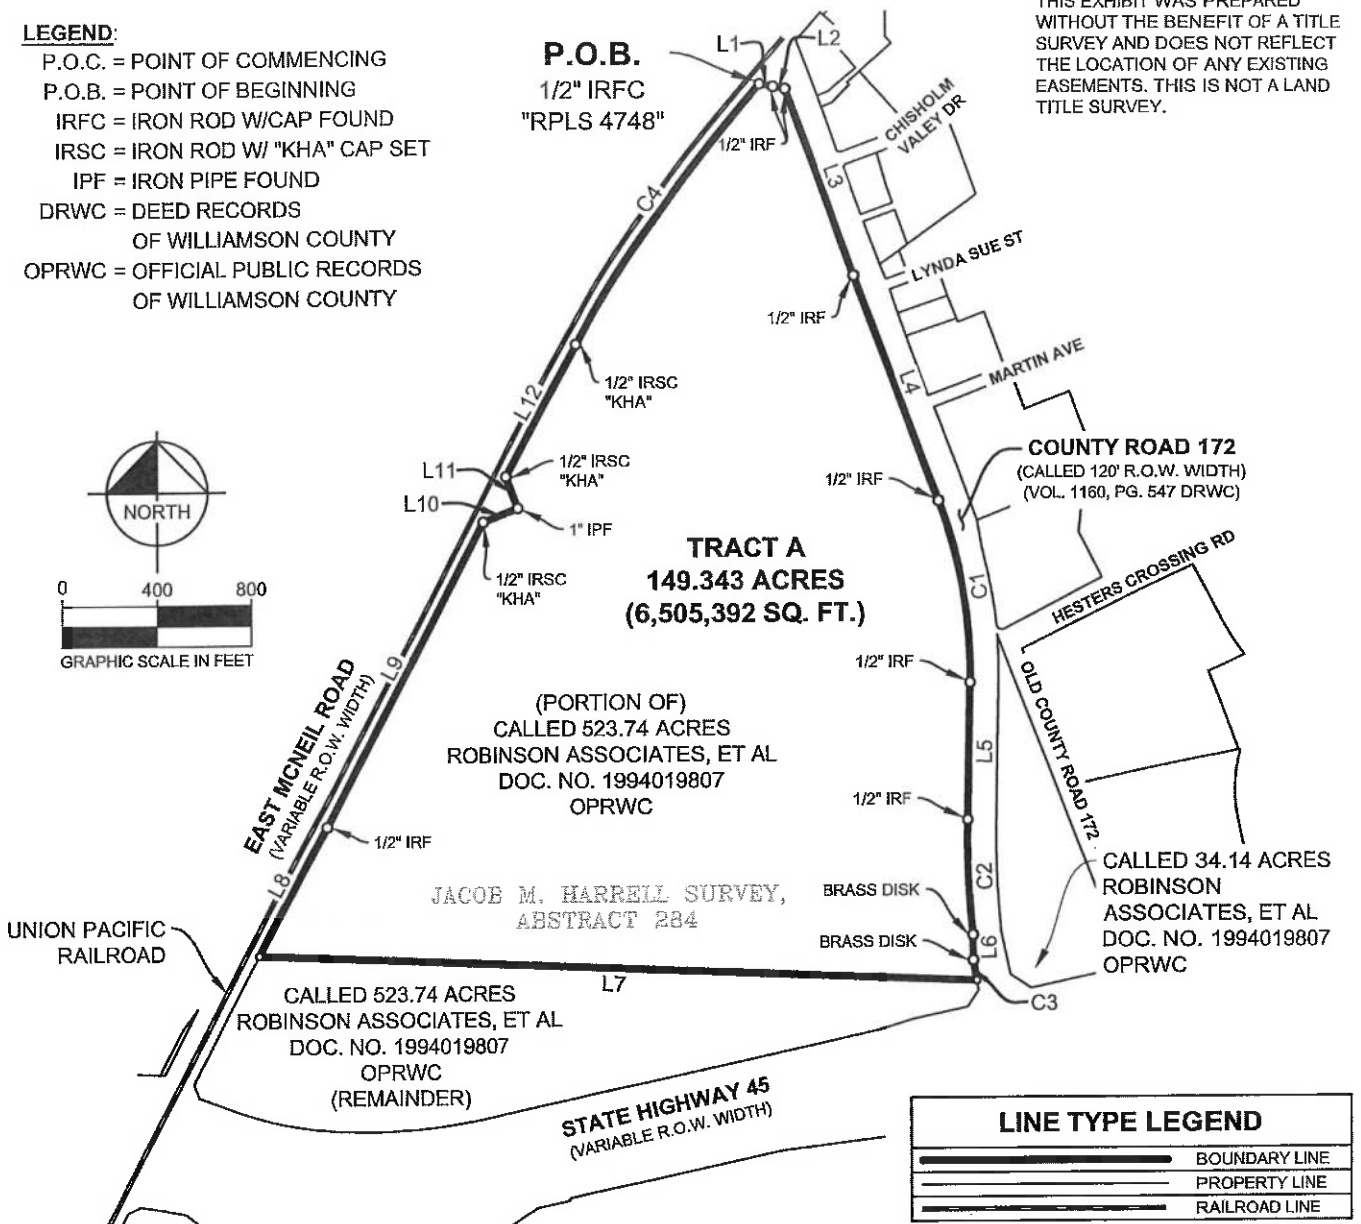 THIS EXHIBIT WAS PREPARED
WITHOUT THE BENEFIT OF A TITLE
SURVEY AND DOES NOT REFLECT
THE LOCATION OF ANY EXISTING
EASEMENTS. THIS IS NOT A LAND
TITLE SURVEY.
LEGEND:
P.O.C. = POINT OF COMMENCING
P.O.B. = POINT OF BEGINNING
IRFC = IRON ROD W/CAP FOUND
IRSC = IRON ROD W/ "KHA" CAP SET
IPF = IRON PIPE FOUND
DRWC = DEED RECORDS
OF WILLIAMSON COUNTY
OPRWC = OFFICIAL PUBLIC RECORDS
OF WILLIAMSON COUNTY
P.O.B.
1/2" IRFC
"RPLS 4748"
L1
L2
1/2" IRF
CHISHOLM
VALEY DR
L3
C4
LYNDA SUE ST
1/2" IRF
MARTIN AVE
L4
1/2" IRSC
"KHA"
L12
L11
1/2" IRSC
"KHA"
L10
1" IPF
1/2" IRSC
"KHA"
1/2" IRF
COUNTY ROAD 172
(CALLED 120' R.O.W. WIDTH)
(VOL. 1160, PG. 547 DRWC)
NORTH
0 400 800
GRAPHIC SCALE IN FEET
TRACT A
149.343 ACRES
(6,505,392 SQ. FT.)
C1
HESTERS CROSSING RD
1/2" IRF
OLD COUNTY ROAD 172
L9
EAST MCNEIL ROAD
(VARIABLE R.O.W. WIDTH)
(PORTION OF)
CALLED 523.74 ACRES
ROBINSON ASSOCIATES, ET AL
DOC. NO. 1994019807
OPRWC
L5
1/2" IRF
1/2" IRF
L8
C2
JACOB M. HARRELL SURVEY,
ABSTRACT 284
BRASS DISK
BRASS DISK
L6
CALLED 34.14 ACRES
ROBINSON
ASSOCIATES, ET AL
DOC. NO. 1994019807
OPRWC
UNION PACIFIC
RAILROAD
L7
C3
CALLED 523.74 ACRES
ROBINSON ASSOCIATES, ET AL
DOC. NO. 1994019807
OPRWC
(REMAINDER)
STATE HIGHWAY 45
(VARIABLE R.O.W. WIDTH)
LINE TYPE LEGEND
BOUNDARY LINE
PROPERTY LINE
RAILROAD LINE